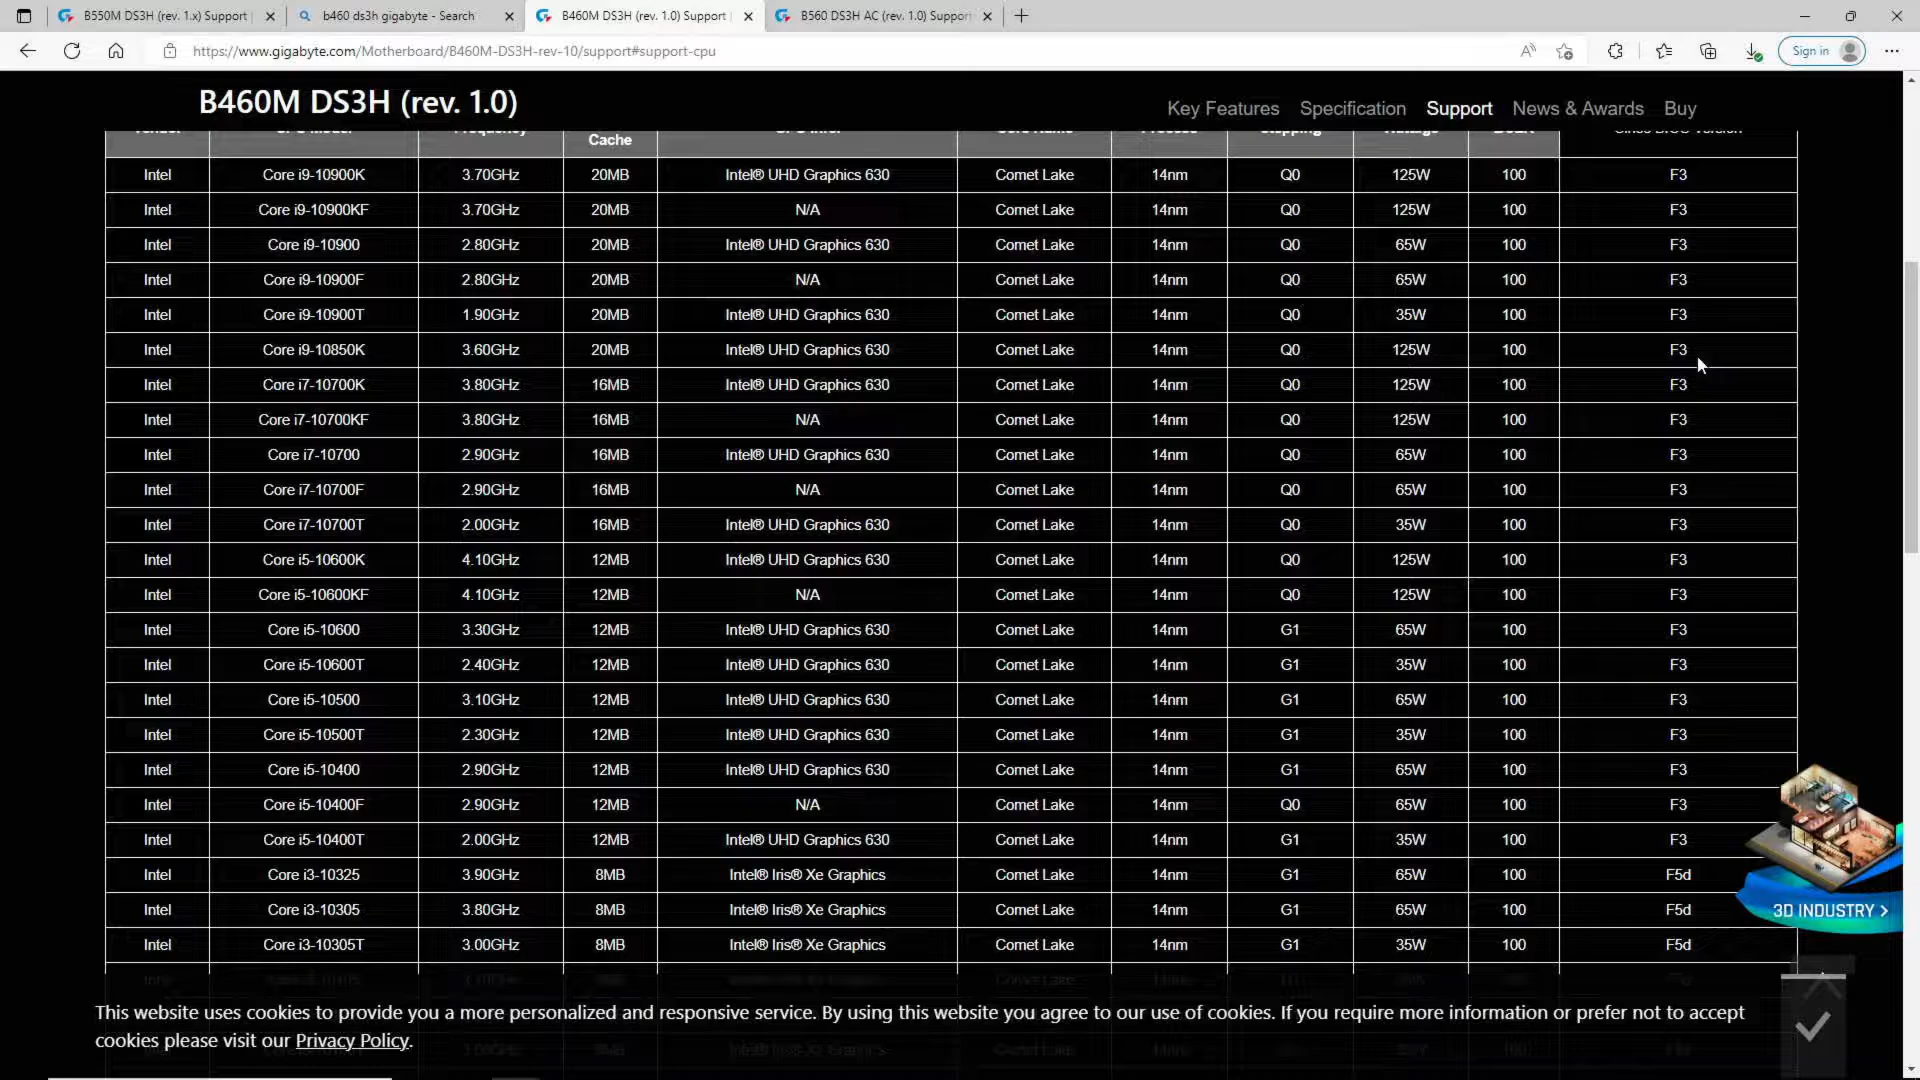 B550M DS3H (rev. 1.x) Support
b460 ds3h gigabyte - Search
B460M DS3H (rev. 1.0) Support
B560 DS3H AC (rev. 1.0) Support
https://www.gigabyte.com/Motherboard/B460M-DS3H-rev-10/support#support-cpu
Sign in
B460M DS3H (rev. 1.0)
Key Features Specification Support News & Awards Buy
Cache
Intel Core i9-10900K 3.70GHz 20MB Intel® UHD Graphics 630 Comet Lake 14nm Q0 125W 100 F3
Intel Core i9-10900KF 3.70GHz 20MB N/A Comet Lake 14nm Q0 125W 100 F3
Intel Core i9-10900 2.80GHz 20MB Intel® UHD Graphics 630 Comet Lake 14nm Q0 65W 100 F3
Intel Core i9-10900F 2.80GHz 20MB N/A Comet Lake 14nm Q0 65W 100 F3
Intel Core i9-10900T 1.90GHz 20MB Intel® UHD Graphics 630 Comet Lake 14nm Q0 35W 100 F3
Intel Core i9-10850K 3.60GHz 20MB Intel® UHD Graphics 630 Comet Lake 14nm Q0 125W 100 F3
Intel Core i7-10700K 3.80GHz 16MB Intel® UHD Graphics 630 Comet Lake 14nm Q0 125W 100 F3
Intel Core i7-10700KF 3.80GHz 16MB N/A Comet Lake 14nm Q0 125W 100 F3
Intel Core i7-10700 2.90GHz 16MB Intel® UHD Graphics 630 Comet Lake 14nm Q0 65W 100 F3
Intel Core i7-10700F 2.90GHz 16MB N/A Comet Lake 14nm Q0 65W 100 F3
Intel Core i7-10700T 2.00GHz 16MB Intel® UHD Graphics 630 Comet Lake 14nm Q0 35W 100 F3
Intel Core i5-10600K 4.10GHz 12MB Intel® UHD Graphics 630 Comet Lake 14nm Q0 125W 100 F3
Intel Core i5-10600KF 4.10GHz 12MB N/A Comet Lake 14nm Q0 125W 100 F3
Intel Core i5-10600 3.30GHz 12MB Intel® UHD Graphics 630 Comet Lake 14nm G1 65W 100 F3
Intel Core i5-10600T 2.40GHz 12MB Intel® UHD Graphics 630 Comet Lake 14nm G1 35W 100 F3
Intel Core i5-10500 3.10GHz 12MB Intel® UHD Graphics 630 Comet Lake 14nm G1 65W 100 F3
Intel Core i5-10500T 2.30GHz 12MB Intel® UHD Graphics 630 Comet Lake 14nm G1 35W 100 F3
Intel Core i5-10400 2.90GHz 12MB Intel® UHD Graphics 630 Comet Lake 14nm G1 65W 100 F3
Intel Core i5-10400F 2.90GHz 12MB N/A Comet Lake 14nm Q0 65W 100 F3
Intel Core i5-10400T 2.00GHz 12MB Intel® UHD Graphics 630 Comet Lake 14nm G1 35W 100 F3
Intel Core i3-10325 3.90GHz 8MB Intel® Iris® Xe Graphics Comet Lake 14nm G1 65W 100 F5d
Intel Core i3-10305 3.80GHz 8MB Intel® Iris® Xe Graphics Comet Lake 14nm G1 65W 100 F5d
Intel Core i3-10305T 3.00GHz 8MB Intel® Iris® Xe Graphics Comet Lake 14nm G1 35W 100 F5d
3D INDUSTRY >
This website uses cookies to provide you a more personalized and responsive service. By using this website you agree to our use of cookies. If you require more information or prefer not to accept
cookies please visit our Privacy Policy.